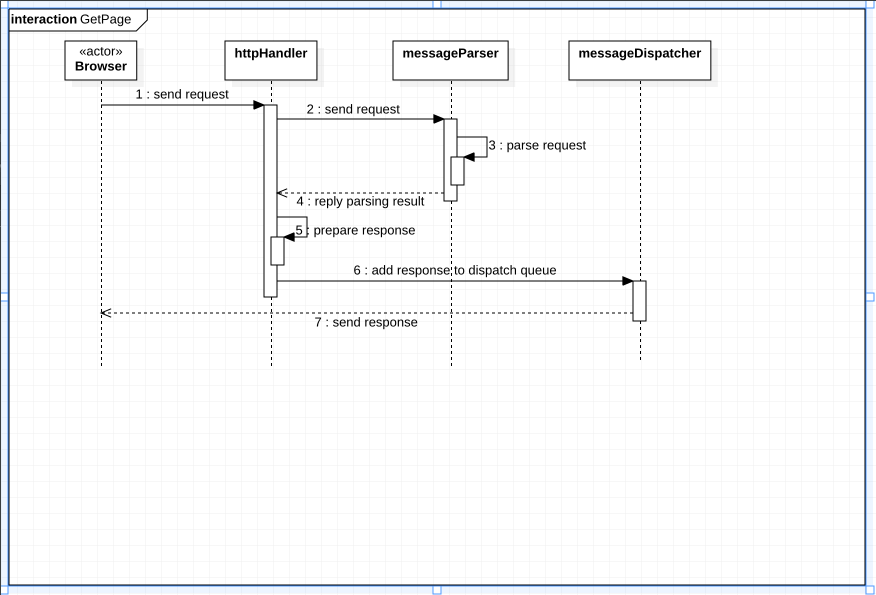 interaction GetPage
«actor»
Browser
httpHandler
messageParser
messageDispatcher
1 : send request
2 : send request
3 : parse request
4 : reply parsing result
5 : prepare response
6 : add response to dispatch queue
7 : send response